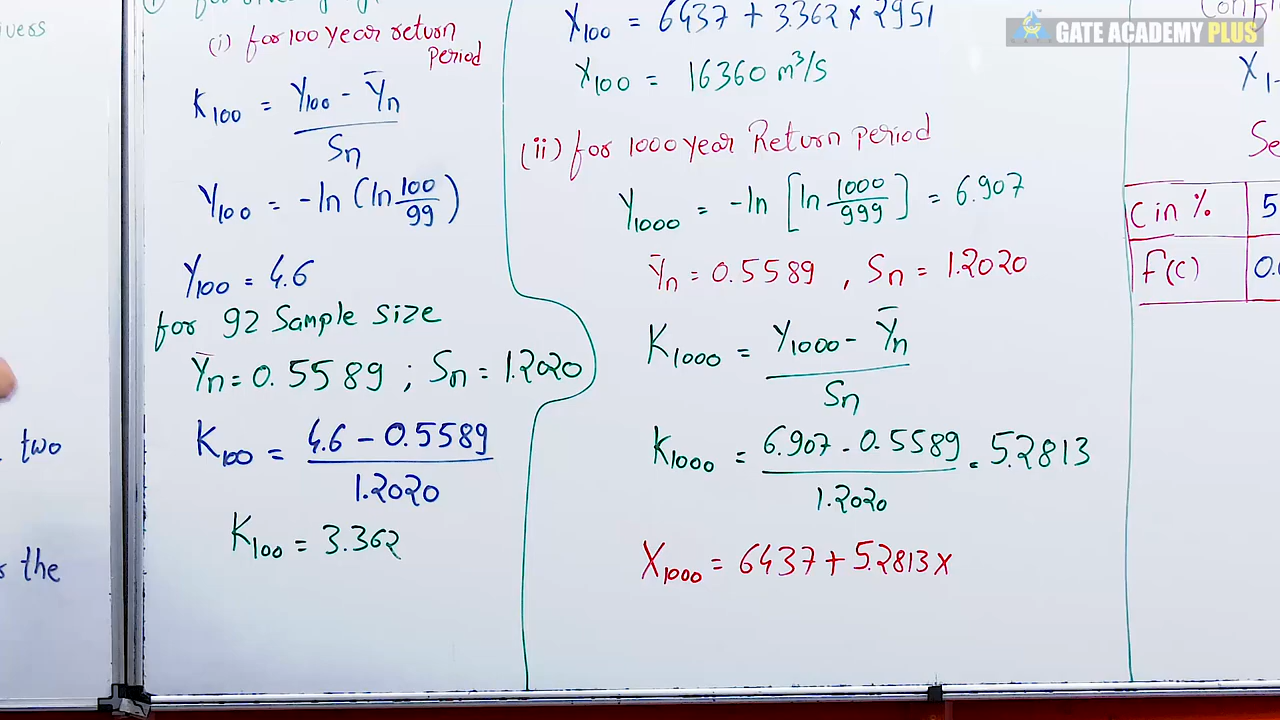 ivers
two
the
(i) for 100 year return
period
K100 = Y100 - Ȳn
Sn
Y100 = -ln (ln 100/99)
Y100 = 4.6
for 92 Sample size
Ȳn = 0.5589 ; Sn = 1.2020
K100 = 4.6 - 0.5589
1.2020
K100 = 3.362
X100 = 6437 + 3.362 × 2951
X100 = 16360 m³/s
(ii) for 1000 year Return period
Y1000 = -ln [ln 1000/999] = 6.907
Ȳn = 0.5589 , Sn = 1.2020
K1000 = Y1000 - Ȳn
Sn
K1000 = 6.907 - 0.5589 = 5.2813
1.2020
X1000 = 6437 + 5.2813 ×
GATE ACADEMY PLUS
X1-
Se
C in % 5
F(C) 0.